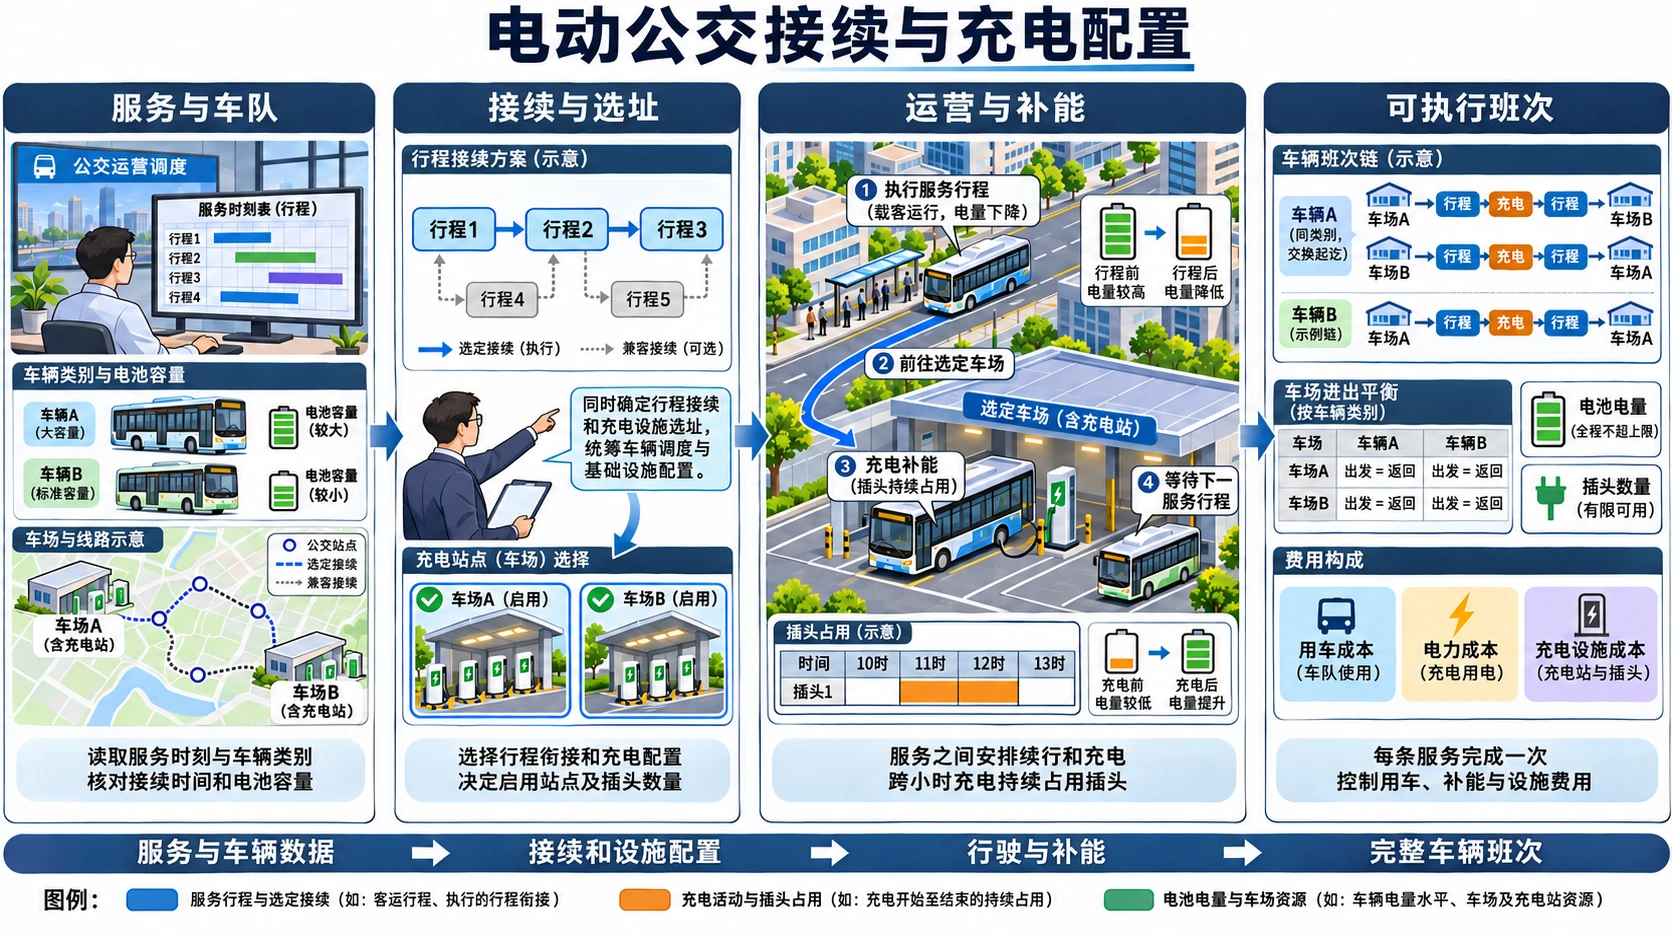 电动公交接续与充电配置
服务与车队
公交运营调度
服务时刻表(行程)
行程1
行程2
行程3
行程4
车辆类别与电池容量
车辆A
(大容量)
电池容量
(较大)
车辆B
(标准容量)
电池容量
(较小)
车场与线路示意
公交站点
选定接续
兼容接续
车场A
(含充电站)
车场B
(含充电站)
读取服务时刻与车辆类别
核对接续时间和电池容量
接续与选址
行程接续方案(示意)
行程1
行程2
行程3
行程4
行程5
选定接续(执行)
兼容接续(可选)
同时确定行程接续
和充电设施选址,
统筹车辆调度与
基础设施配置。
充电站点(车场)选择
车场A(启用)
车场B(启用)
选择行程衔接和充电配置
决定启用站点及插头数量
运营与补能
1 执行服务行程
(载客运行,电量下降)
行程前
电量较高
行程后
电量降低
2 前往选定车场
选定车场(含充电站)
3 充电补能
(插头持续占用)
4 等待下一
服务行程
插头占用(示意)
时间 10时 11时 12时 13时
插头1
充电前
电量较低
充电后
电量提升
服务之间安排续行和充电
跨小时充电持续占用插头
可执行班次
车辆班次链(示意)
车辆A
(同类别,
交换起讫)
车场A 行程 充电 行程 车场B
车场B 行程 充电 行程 车场A
车辆B
(示例链)
车场A 行程 充电 行程 车场A
车场进出平衡
(按车辆类别)
车场 车辆A 车辆B
车场A 出发=返回 出发=返回
车场B 出发=返回 出发=返回
电池电量
(全程不超上限)
插头数量
(有限可用)
费用构成
用车成本
(车队使用)
电力成本
(充电用电)
充电设施成本
(充电站与插头)
每条服务完成一次
控制用车、补能与设施费用
服务与车辆数据
接续和设施配置
行驶与补能
完整车辆班次
图例:
服务行程与选定接续(如:客运行程、执行的行程衔接)
充电活动与插头占用(如:充电开始至结束的持续占用)
电池电量与车场资源(如:车辆电量水平、车场及充电站资源)